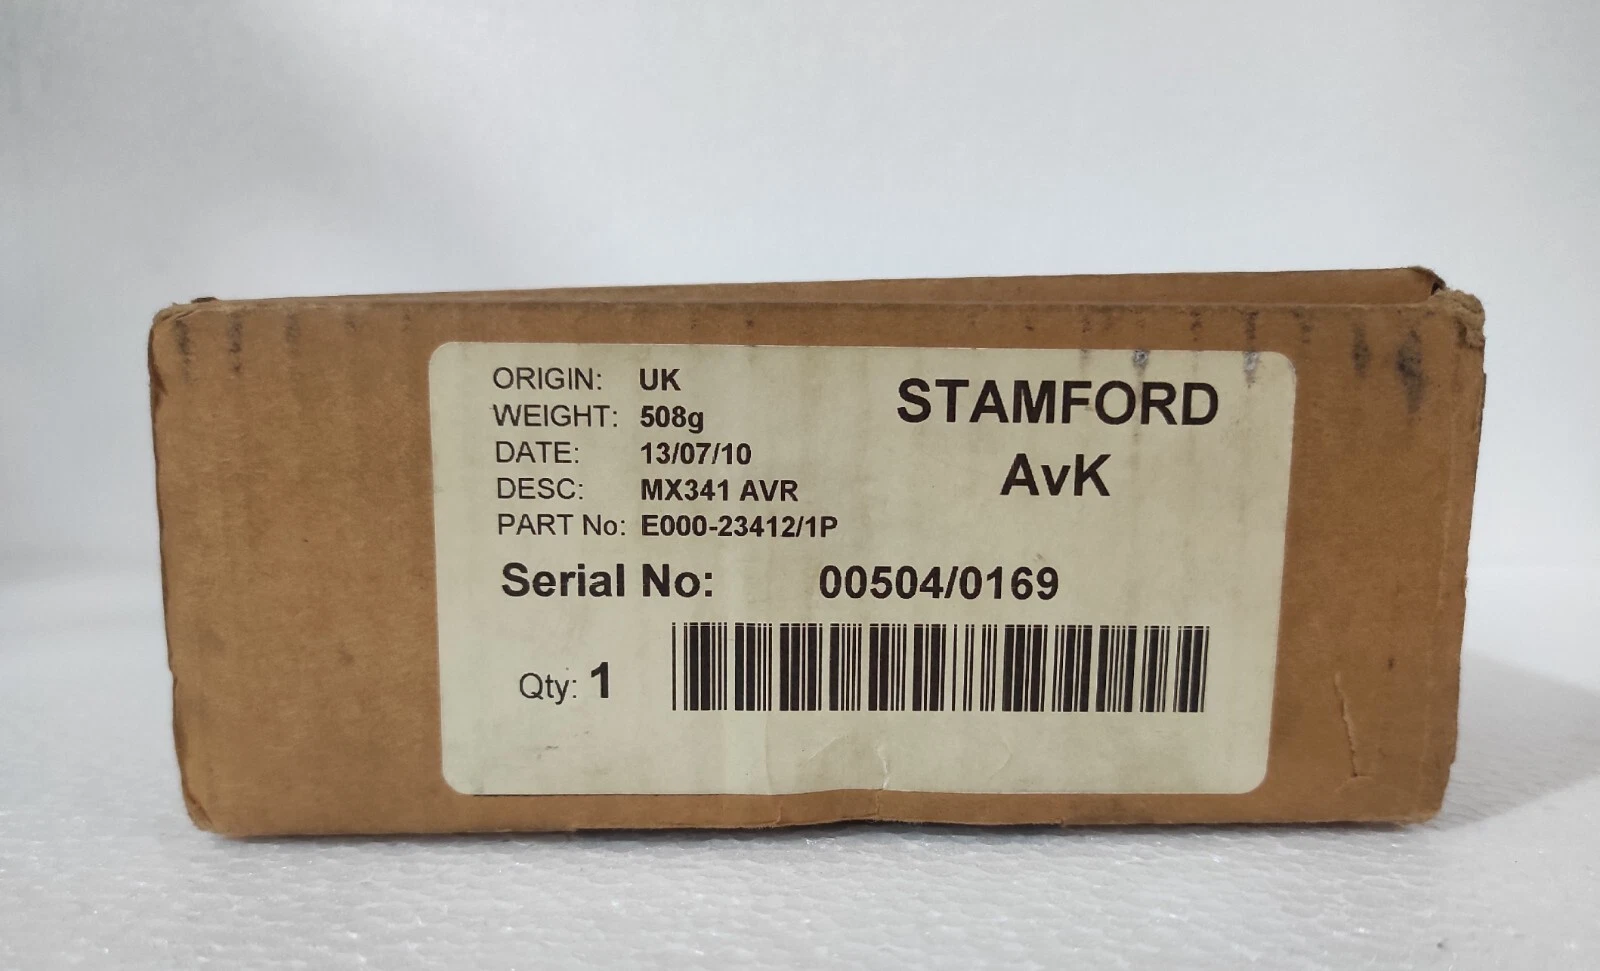 ORIGIN: UK
WEIGHT: 508g
DATE: 13/07/10
DESC: MX341 AVR
PART No: E000-23412/1P
STAMFORD
AvK
Serial No: 00504/0169
Qty: 1